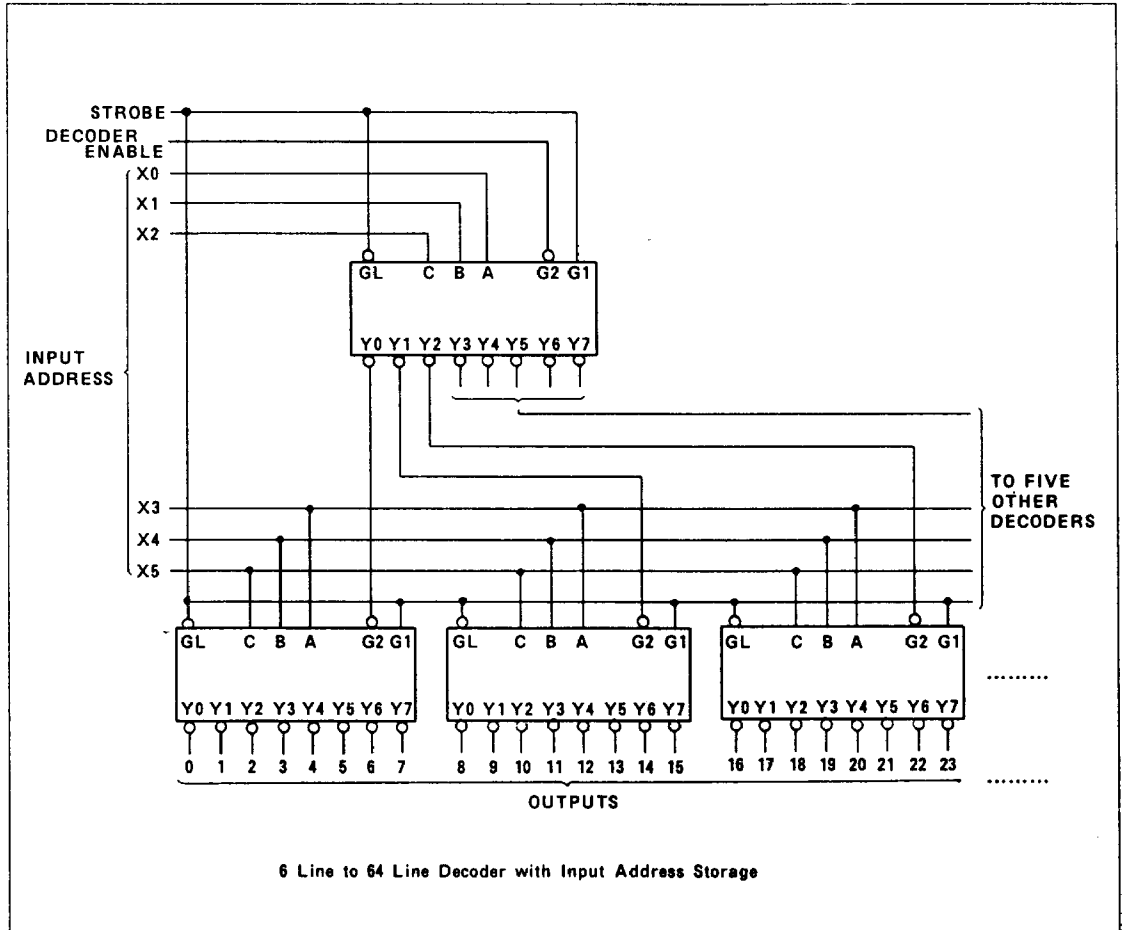 STROBE
DECODER
ENABLE
X0
X1
X2
GL C B A G2 G1
Y0 Y1 Y2 Y3 Y4 Y5 Y6 Y7
INPUT
ADDRESS
TO FIVE
OTHER
DECODERS
X3
X4
X5
GL C B A G2 G1 GL C B A G2 G1 GL C B A G2 G1
.........
Y0 Y1 Y2 Y3 Y4 Y5 Y6 Y7 Y0 Y1 Y2 Y3 Y4 Y5 Y6 Y7 Y0 Y1 Y2 Y3 Y4 Y5 Y6 Y7
0 1 2 3 4 5 6 7 8 9 10 11 12 13 14 15 16 17 18 19 20 21 22 23
.........
OUTPUTS
6 Line to 64 Line Decoder with Input Address Storage